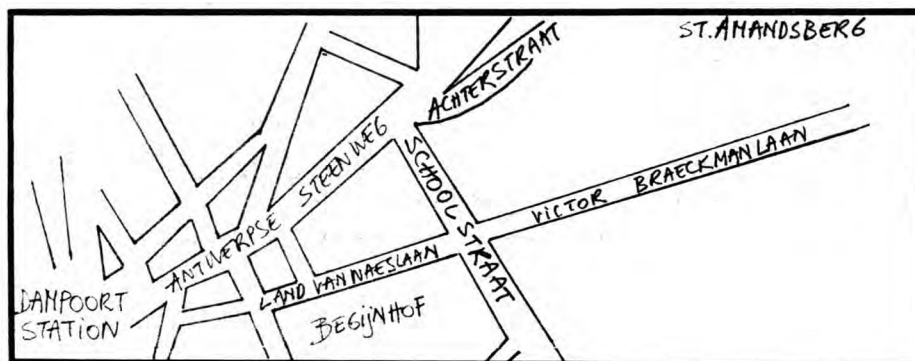 ST. AMANDSBERG
ACHTERSTRAAT
ANTWERPSE STEENWEG
SCHOOLSTRAAT
VICTOR BRAECKMANLAAN
LAND VAN WAESLAAN
DAMPOORT
STATION
BEGIJNHOF